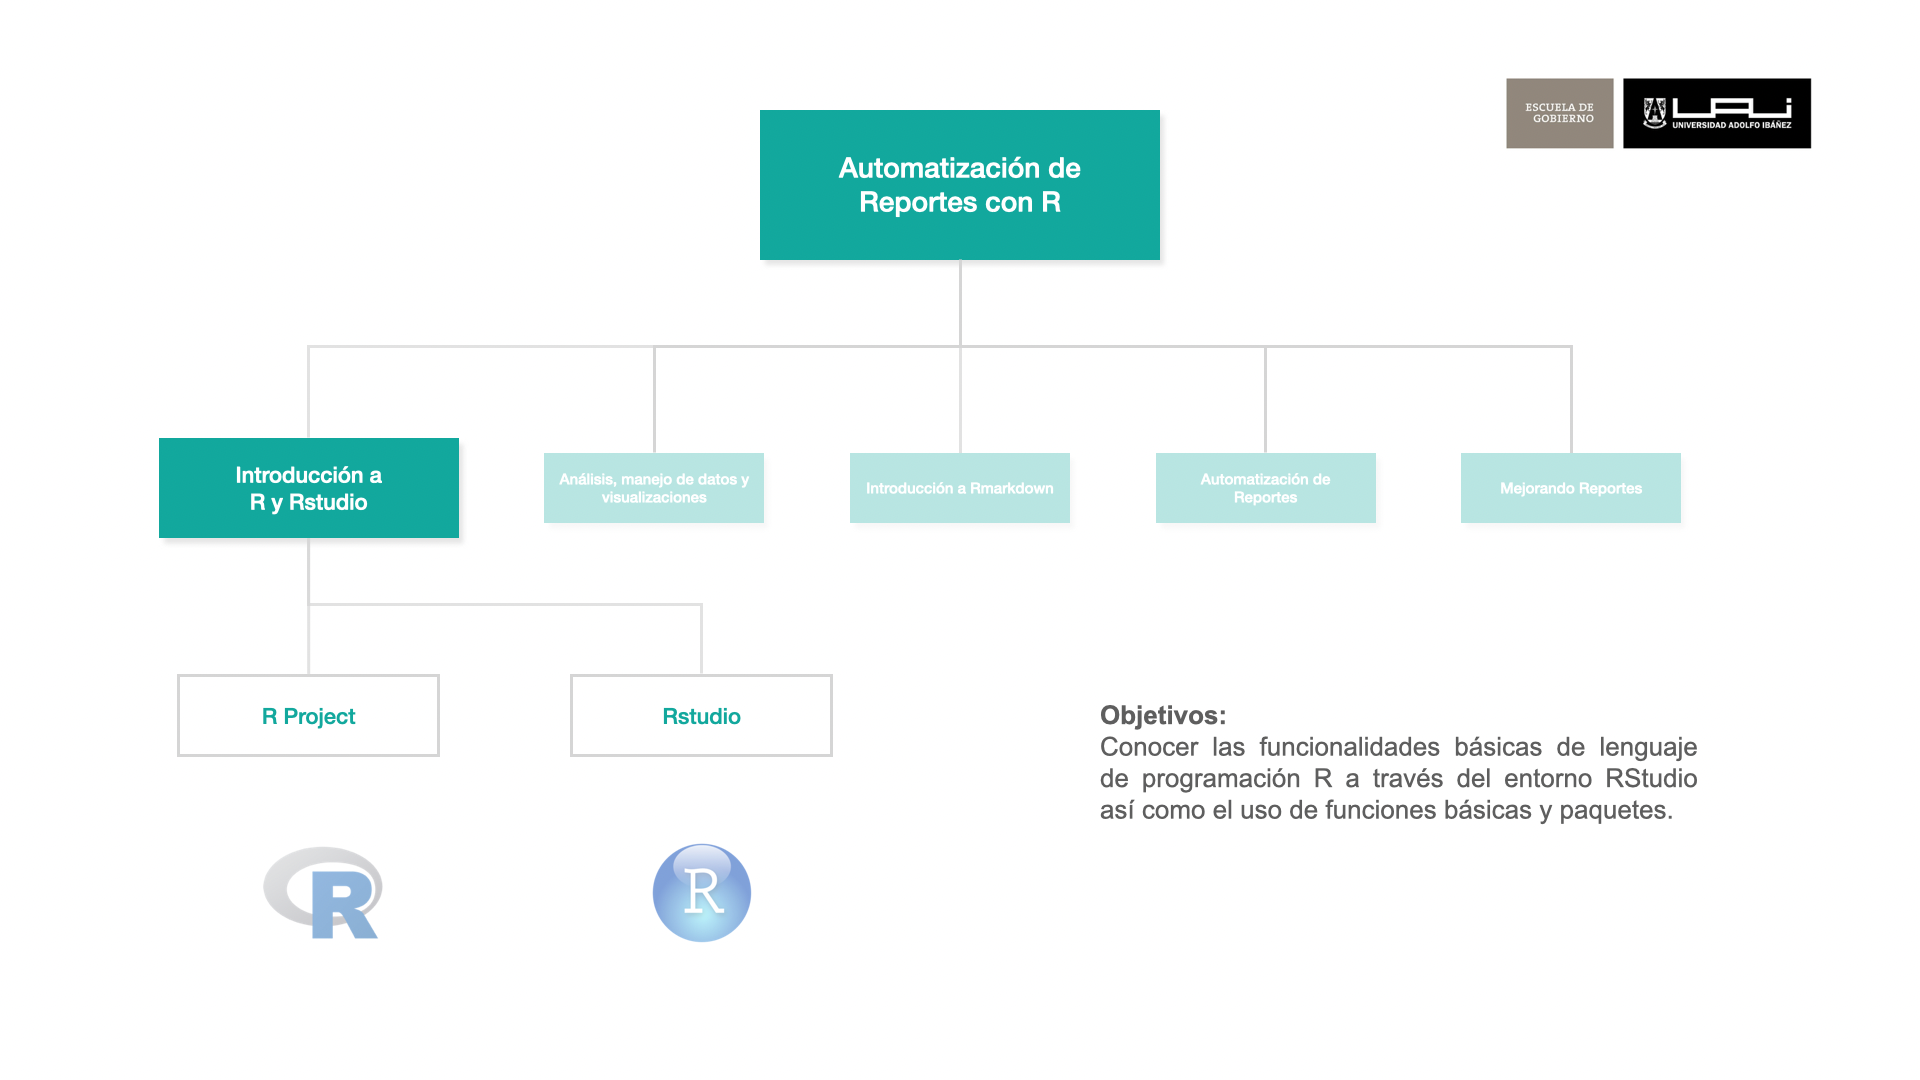 ESCUELA DE
GOBIERNO
UAI
UNIVERSIDAD ADOLFO IBÁÑEZ
Automatización de
Reportes con R
Introducción a
R y Rstudio
Análisis, manejo de datos y
visualizaciones
Introducción a Rmarkdown
Automatización de
Reportes
Mejorando Reportes
R Project
Rstudio
Objetivos:
Conocer las funcionalidades básicas de lenguaje
de programación R a través del entorno RStudio
así como el uso de funciones básicas y paquetes.
R
R